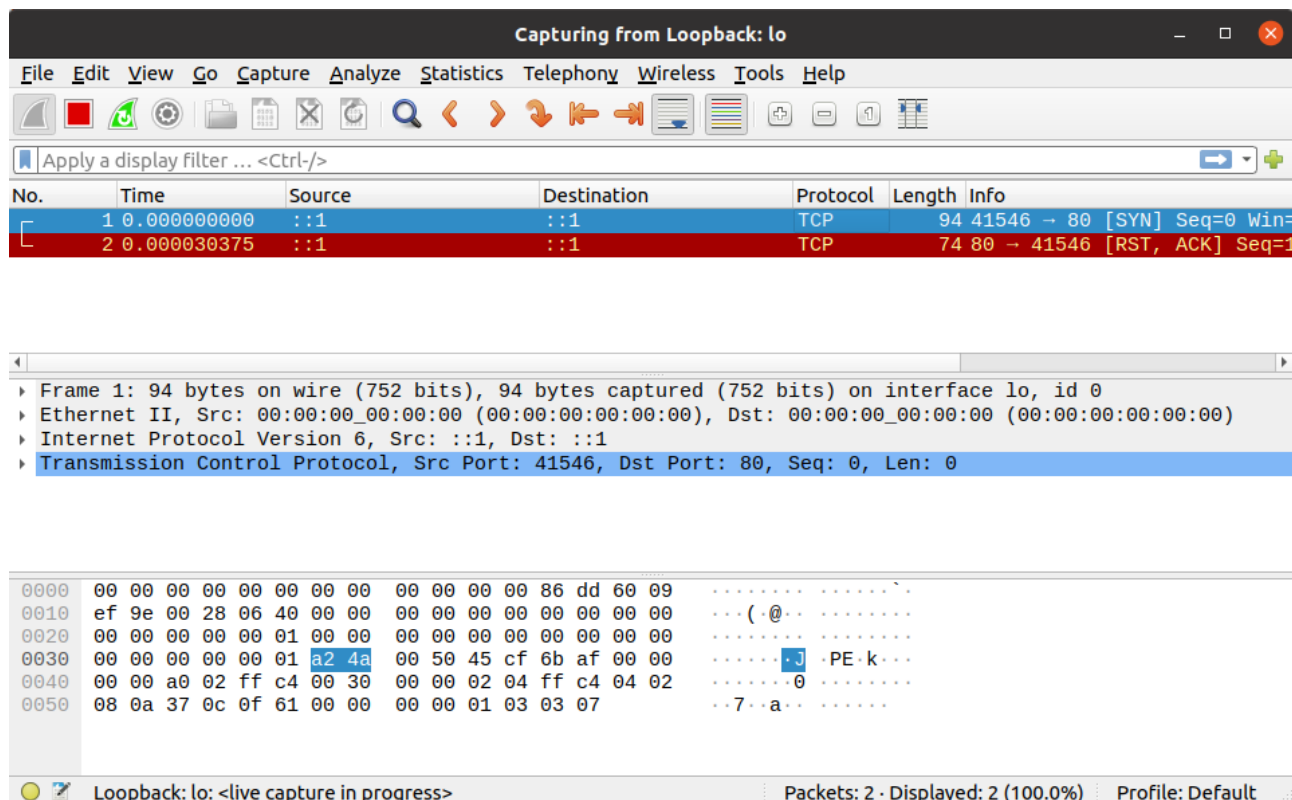 Capturing from Loopback: lo
File Edit View Go Capture Analyze Statistics Telephony Wireless Tools Help
Apply a display filter … <Ctrl-/>
No. Time Source Destination Protocol Length Info
1 0.000000000 ::1 ::1 TCP 94 41546 → 80 [SYN] Seq=0 Win=
2 0.000030375 ::1 ::1 TCP 74 80 → 41546 [RST, ACK] Seq=1
Frame 1: 94 bytes on wire (752 bits), 94 bytes captured (752 bits) on interface lo, id 0
Ethernet II, Src: 00:00:00_00:00:00 (00:00:00:00:00:00), Dst: 00:00:00_00:00:00 (00:00:00:00:00:00)
Internet Protocol Version 6, Src: ::1, Dst: ::1
Transmission Control Protocol, Src Port: 41546, Dst Port: 80, Seq: 0, Len: 0
0000 00 00 00 00 00 00 00 00 00 00 00 00 86 dd 60 09 ········ ······`·
0010 ef 9e 00 28 06 40 00 00 00 00 00 00 00 00 00 00 ···(·@·· ········
0020 00 00 00 00 00 01 00 00 00 00 00 00 00 00 00 00 ········ ········
0030 00 00 00 00 00 01 a2 4a 00 50 45 cf 6b af 00 00 ·······J ·PE·k···
0040 00 00 a0 02 ff c4 00 30 00 00 02 04 ff c4 04 02 ·······0 ········
0050 08 0a 37 0c 0f 61 00 00 00 00 01 03 03 07 ··7··a·· ······
Loopback: lo: <live capture in progress> Packets: 2 · Displayed: 2 (100.0%) Profile: Default